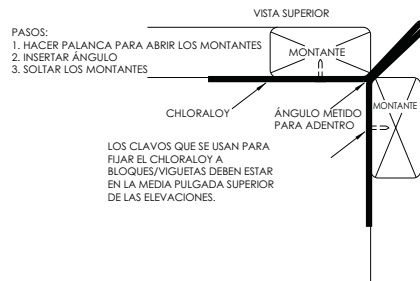 VISTA SUPERIOR
PASOS:
1. HACER PALANCA PARA ABRIR LOS MONTANTES
2. INSERTAR ÁNGULO
3. SOLTAR LOS MONTANTES
MONTANTE
CHLORALOY
ÁNGULO METIDO
PARA ADENTRO
MONTANTE
LOS CLAVOS QUE SE USAN PARA
FIJAR EL CHLORALOY A
BLOQUES/VIGUETAS DEBEN ESTAR
EN LA MEDIA PULGADA SUPERIOR
DE LAS ELEVACIONES.